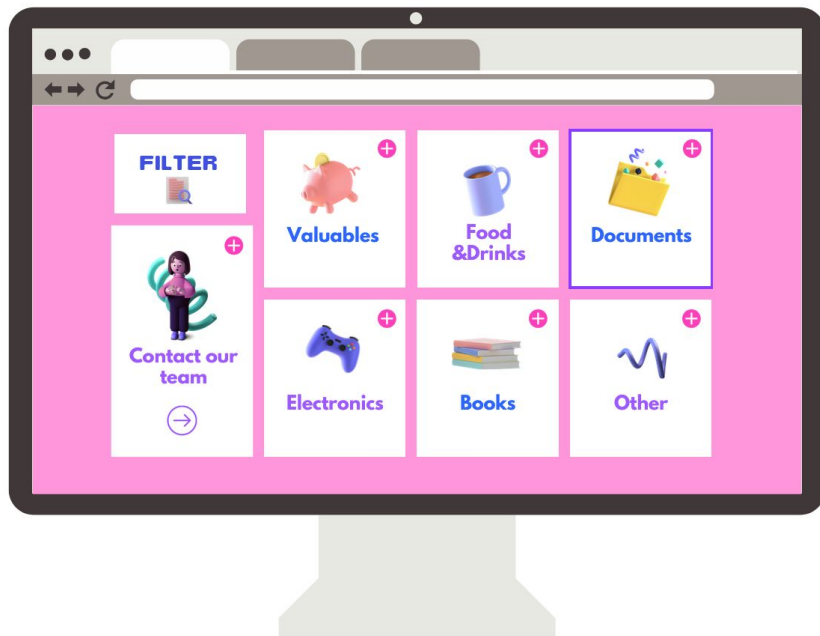 FILTER
Valuables
Food
&Drinks
Documents
Contact our
team
Electronics
Books
Other